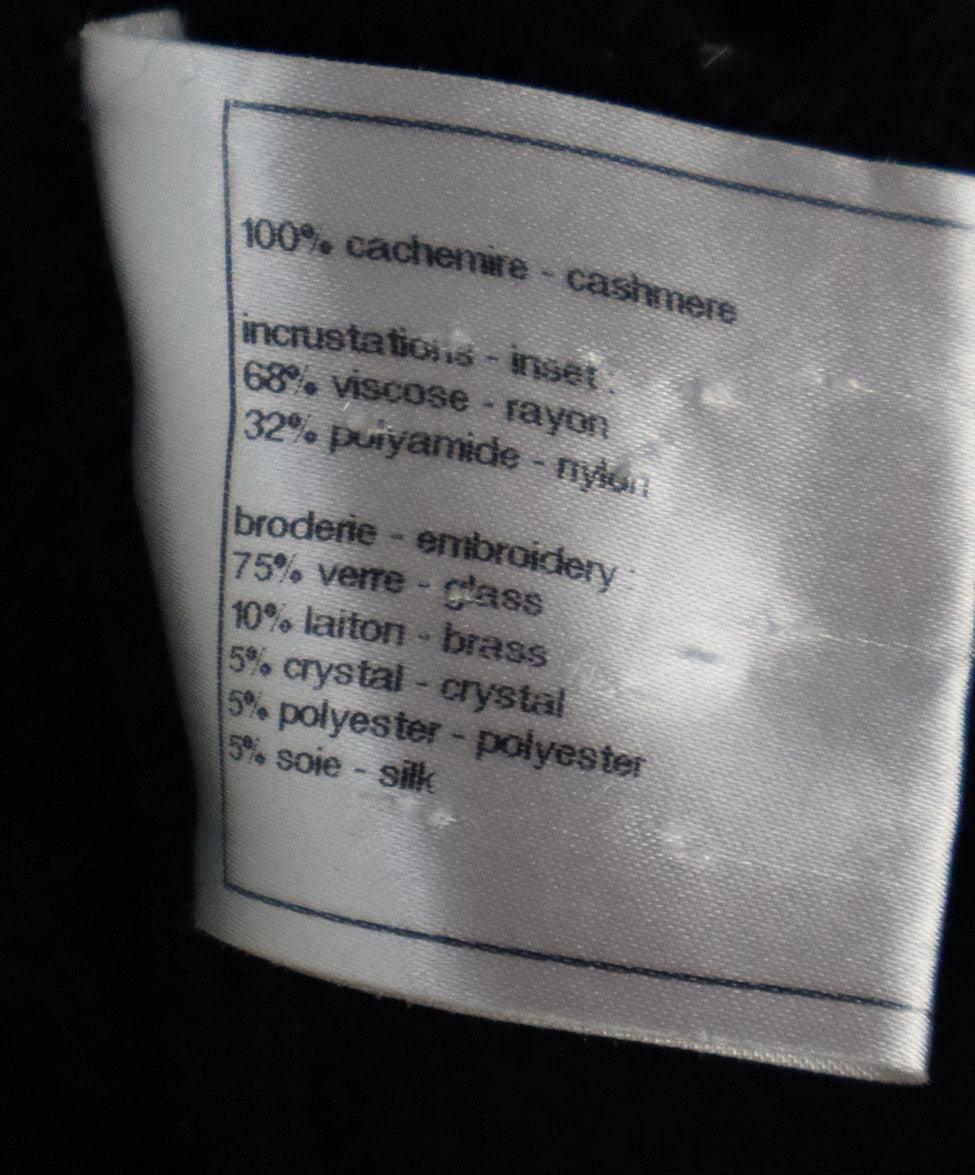 100% cachemire - cashmere
incrustations - inset :
68% viscose - rayon
32% polyamide - nylon
broderie - embroidery :
75% verre - glass
10% laiton - brass
5% crystal - crystal
5% polyester - polyester
5% soie - silk